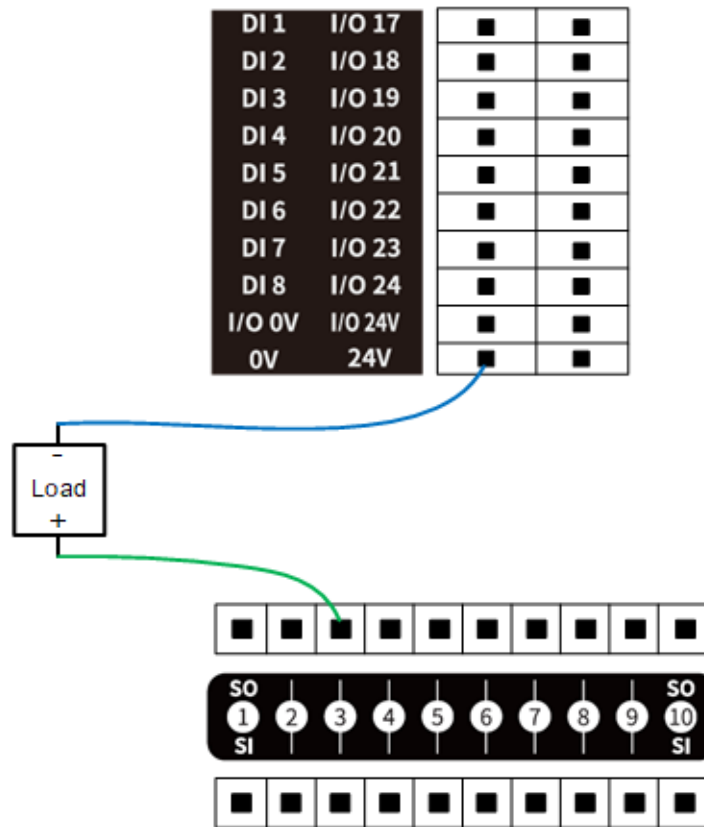 DI 1 I/O 17
DI 2 I/O 18
DI 3 I/O 19
DI 4 I/O 20
DI 5 I/O 21
DI 6 I/O 22
DI 7 I/O 23
DI 8 I/O 24
I/O 0V I/O 24V
0V 24V
-
Load
+
SO SO
1 2 3 4 5 6 7 8 9 10
SI SI